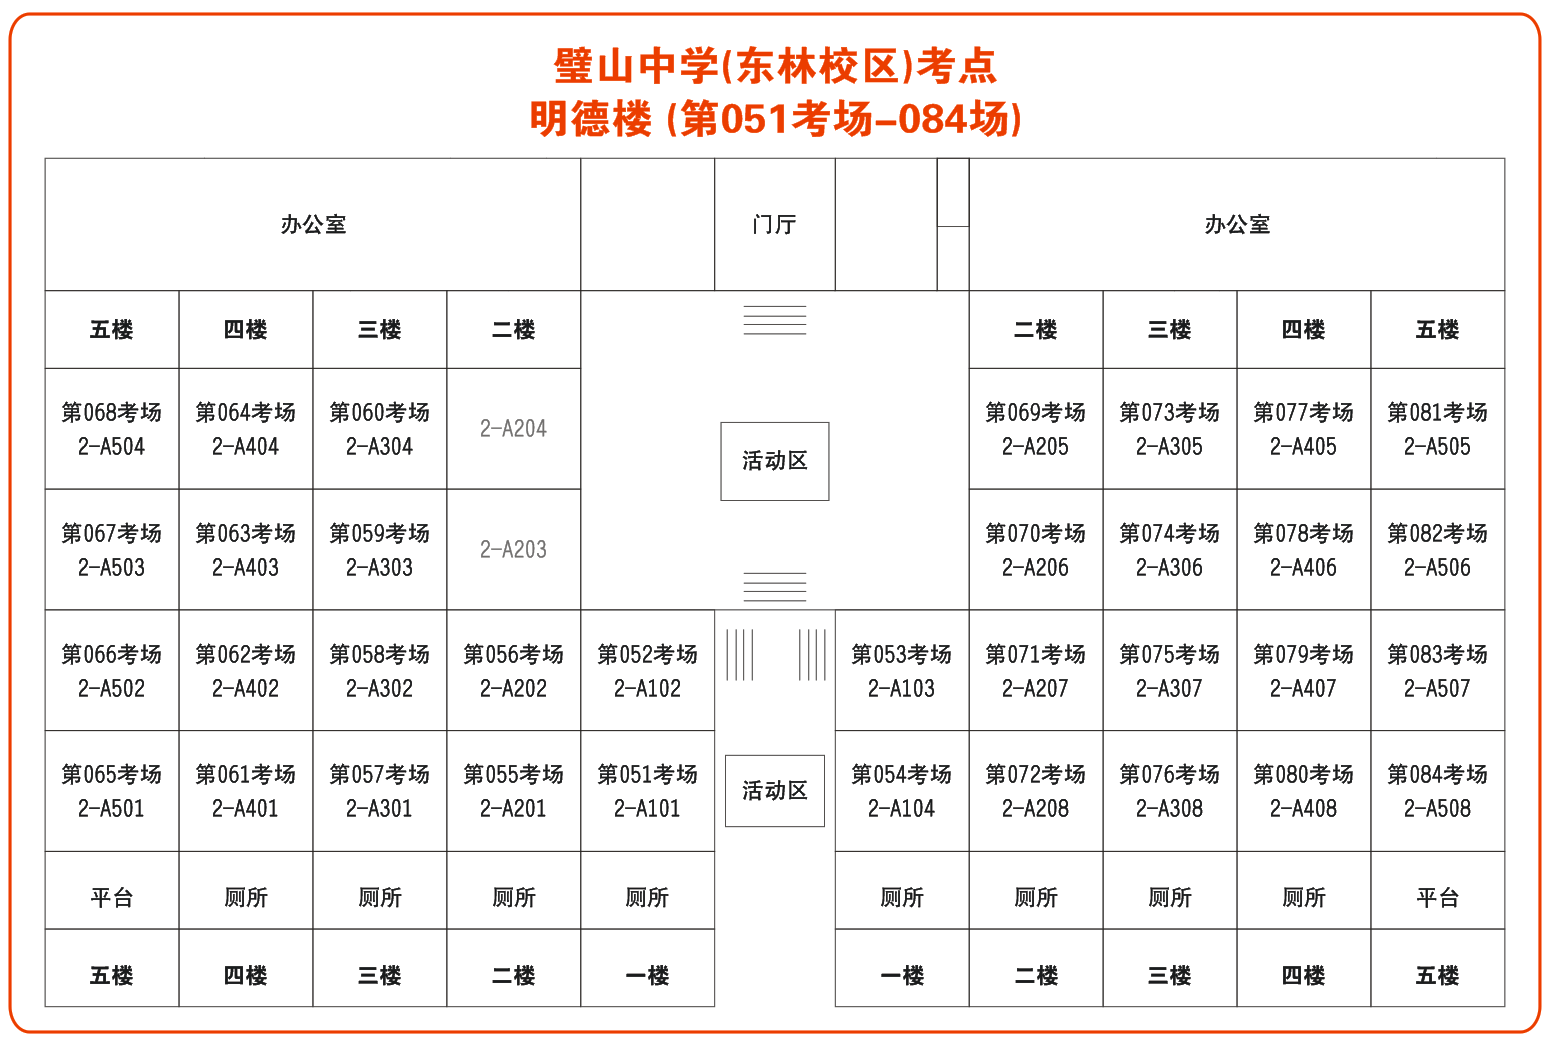 璧山中学(东林校区)考点
明德楼 (第051考场-084场)
办公室 门厅 办公室
五楼 四楼 三楼 二楼 二楼 三楼 四楼 五楼
第068考场 第064考场 第060考场 2-A204 第069考场 第073考场 第077考场 第081考场
2-A504 2-A404 2-A304 2-A205 2-A305 2-A405 2-A505
活动区
第067考场 第063考场 第059考场 2-A203 第070考场 第074考场 第078考场 第082考场
2-A503 2-A403 2-A303 2-A206 2-A306 2-A406 2-A506
第066考场 第062考场 第058考场 第056考场 第052考场 第053考场 第071考场 第075考场 第079考场 第083考场
2-A502 2-A402 2-A302 2-A202 2-A102 2-A103 2-A207 2-A307 2-A407 2-A507
第065考场 第061考场 第057考场 第055考场 第051考场 活动区 第054考场 第072考场 第076考场 第080考场 第084考场
2-A501 2-A401 2-A301 2-A201 2-A101 2-A104 2-A208 2-A308 2-A408 2-A508
平台 厕所 厕所 厕所 厕所 厕所 厕所 厕所 厕所 平台
五楼 四楼 三楼 二楼 一楼 一楼 二楼 三楼 四楼 五楼